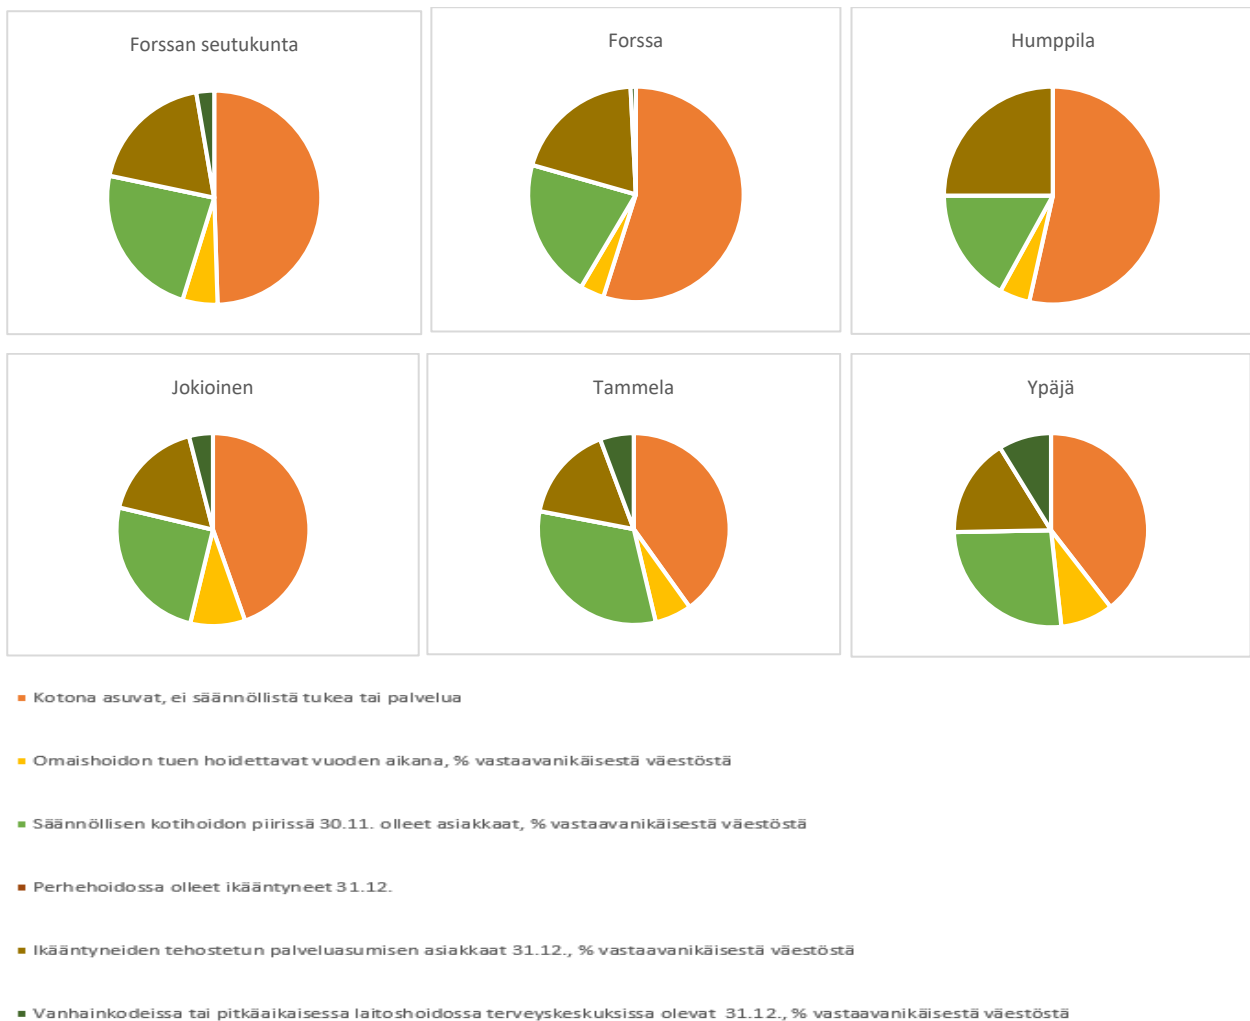 Forssan seutukunta
Forssa
Humppila
Jokioinen
Tammela
Ypäjä
Kotona asuvat, ei säännöllistä tukea tai palvelua
Omaishoidon tuen hoidettavat vuoden aikana, % vastaavanikäisestä väestöstä
Säännöllisen kotihoidon piirissä 30.11. olleet asiakkaat, % vastaavanikäisestä väestöstä
Perhehoidossa olleet ikääntyneet 31.12.
Ikääntyneiden tehostetun palveluasumisen asiakkaat 31.12., % vastaavanikäisestä väestöstä
Vanhainkodeissa tai pitkäaikaisessa laitoshoidossa terveyskeskuksissa olevat 31.12., % vastaavanikäisestä väestöstä